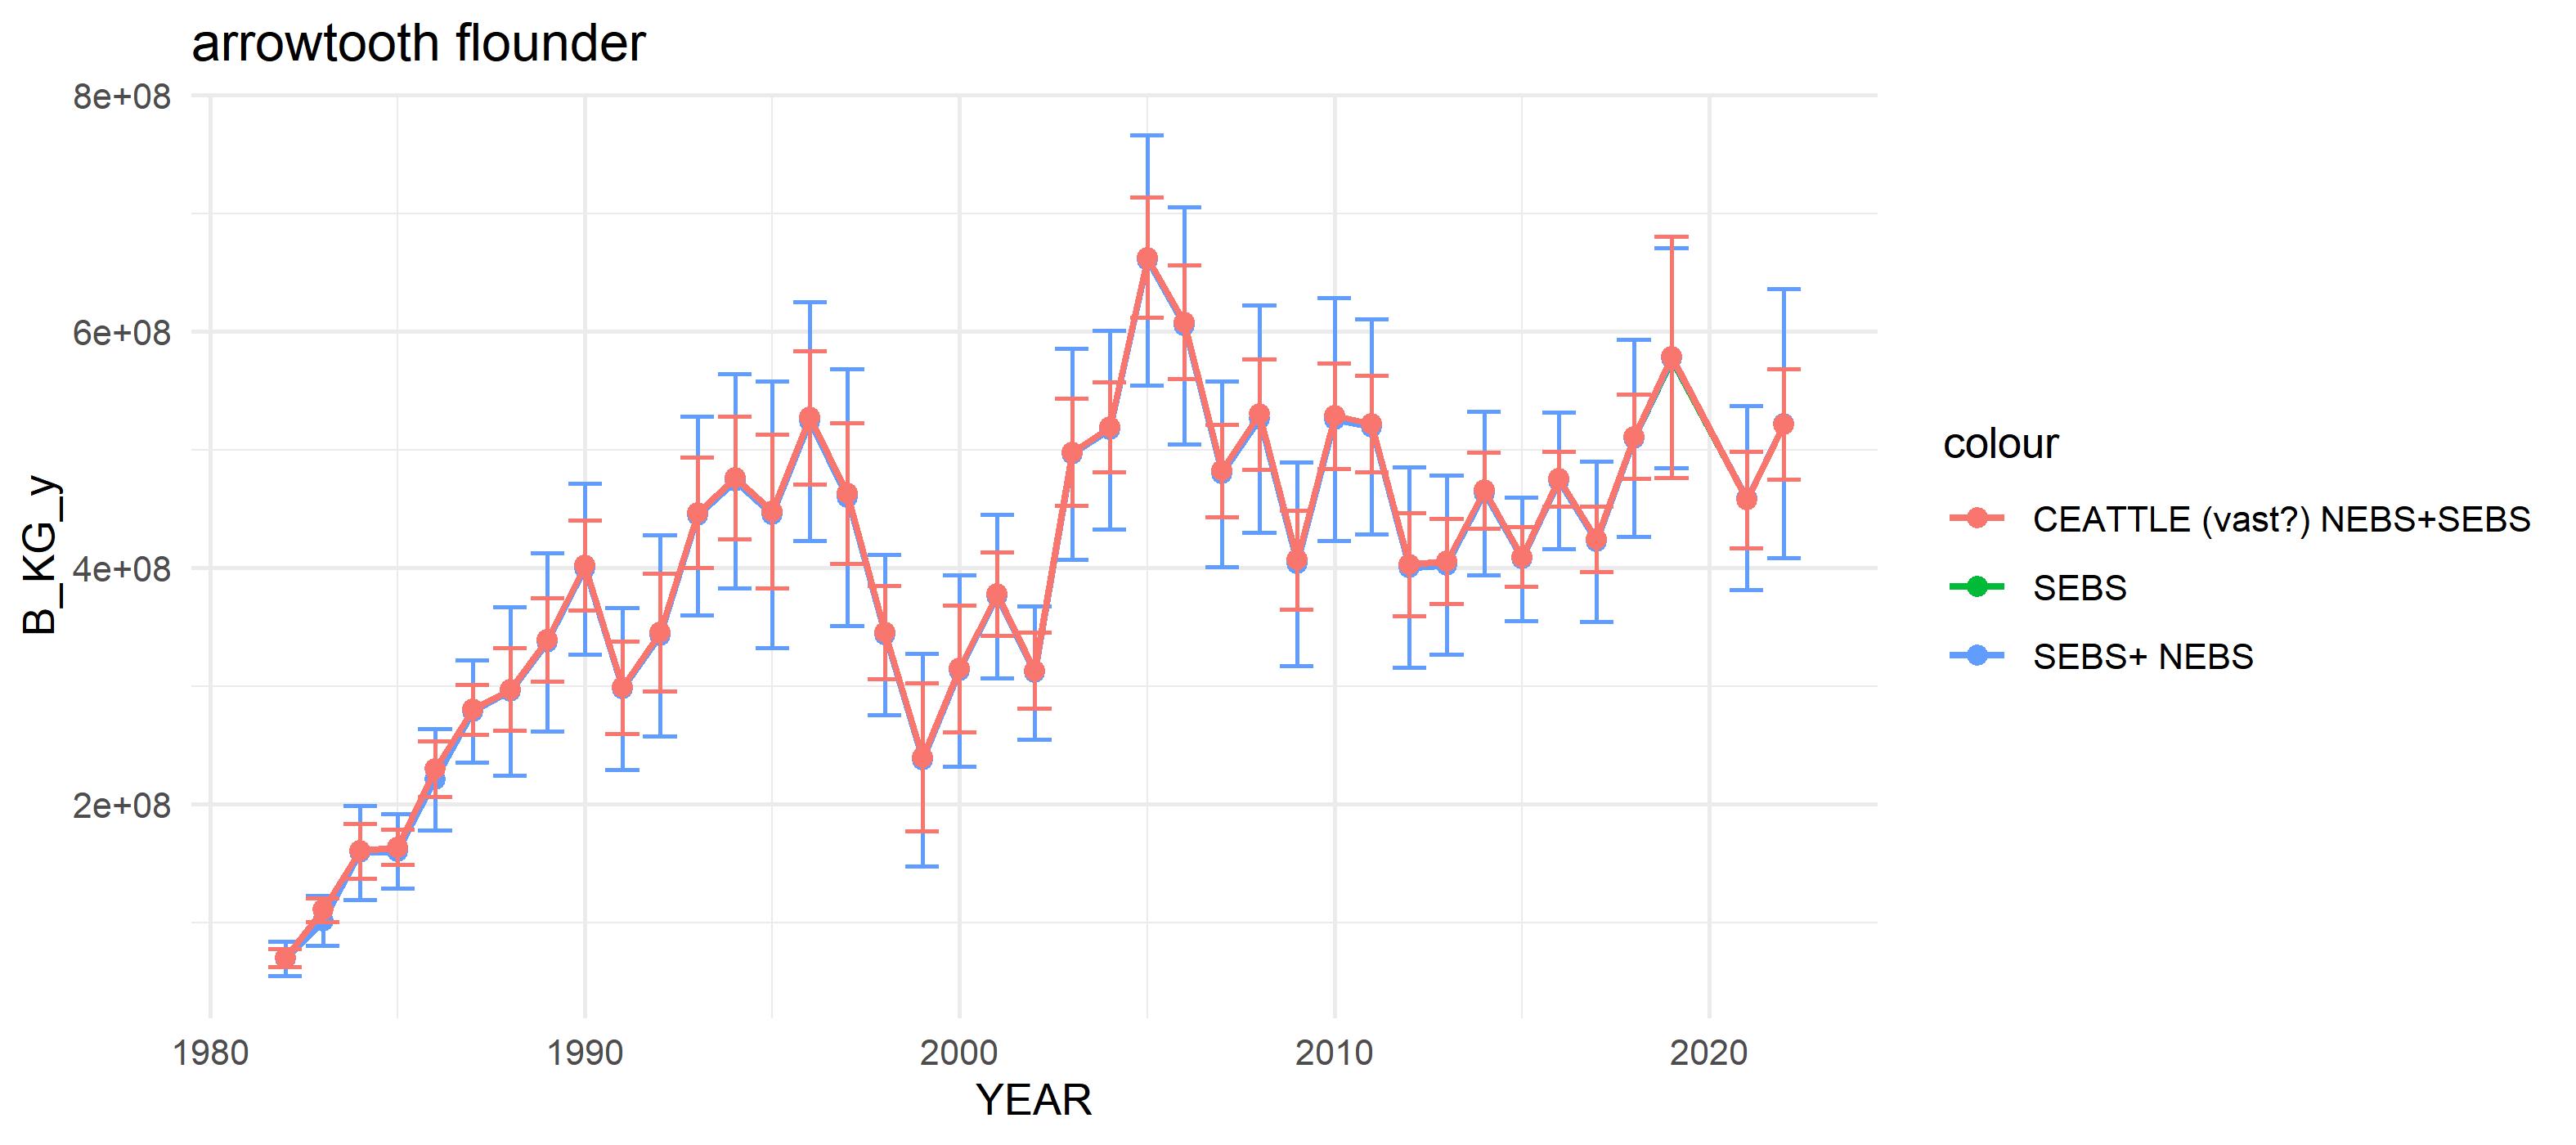 arrowtooth flounder
8e+08
6e+08
4e+08
2e+08
B_KG_y
1980 1990 2000 2010 2020
YEAR
colour
CEATTLE (vast?) NEBS+SEBS
SEBS
SEBS+ NEBS